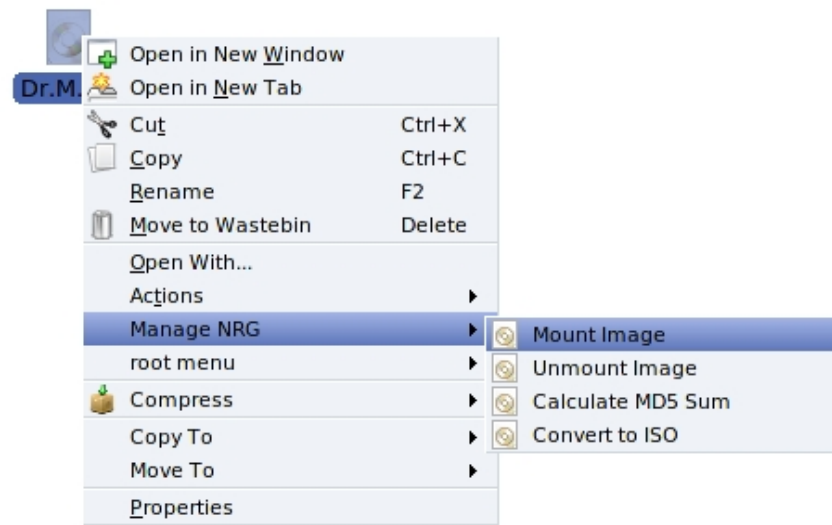 Dr.M.
Open in New Window
Open in New Tab
Cut Ctrl+X
Copy Ctrl+C
Rename F2
Move to Wastebin Delete
Open With...
Actions
Manage NRG
root menu
Compress
Copy To
Move To
Properties
Mount Image
Unmount Image
Calculate MD5 Sum
Convert to ISO